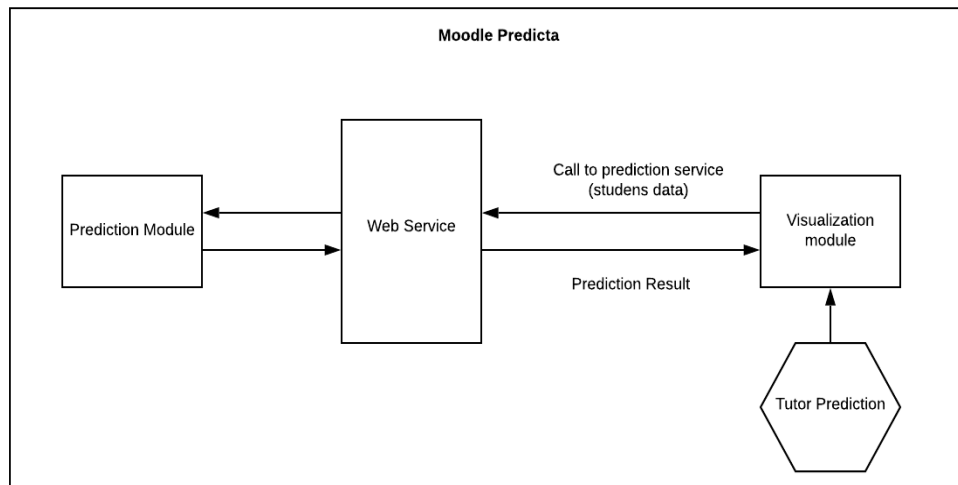 Moodle Predicta
Call to prediction service
(studens data)
Prediction Module
Web Service
Visualization
module
Prediction Result
Tutor Prediction